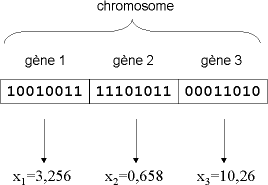 chromosome
gène 1 gène 2 gène 3
10010011 11101011 00011010
x₁=3,256 x₂=0,658 x₃=10,26